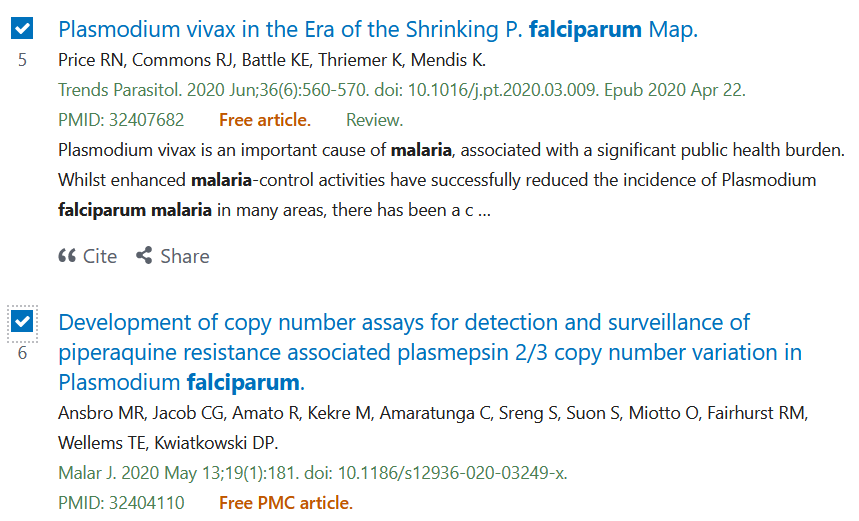 Plasmodium vivax in the Era of the Shrinking P. falciparum Map.
5
Price RN, Commons RJ, Battle KE, Thriemer K, Mendis K.
Trends Parasitol. 2020 Jun;36(6):560-570. doi: 10.1016/j.pt.2020.03.009. Epub 2020 Apr 22.
PMID: 32407682 Free article. Review.
Plasmodium vivax is an important cause of malaria, associated with a significant public health burden.
Whilst enhanced malaria-control activities have successfully reduced the incidence of Plasmodium
falciparum malaria in many areas, there has been a c ...
Cite Share
Development of copy number assays for detection and surveillance of
6
piperaquine resistance associated plasmepsin 2/3 copy number variation in
Plasmodium falciparum.
Ansbro MR, Jacob CG, Amato R, Kekre M, Amaratunga C, Sreng S, Suon S, Miotto O, Fairhurst RM,
Wellems TE, Kwiatkowski DP.
Malar J. 2020 May 13;19(1):181. doi: 10.1186/s12936-020-03249-x.
PMID: 32404110 Free PMC article.